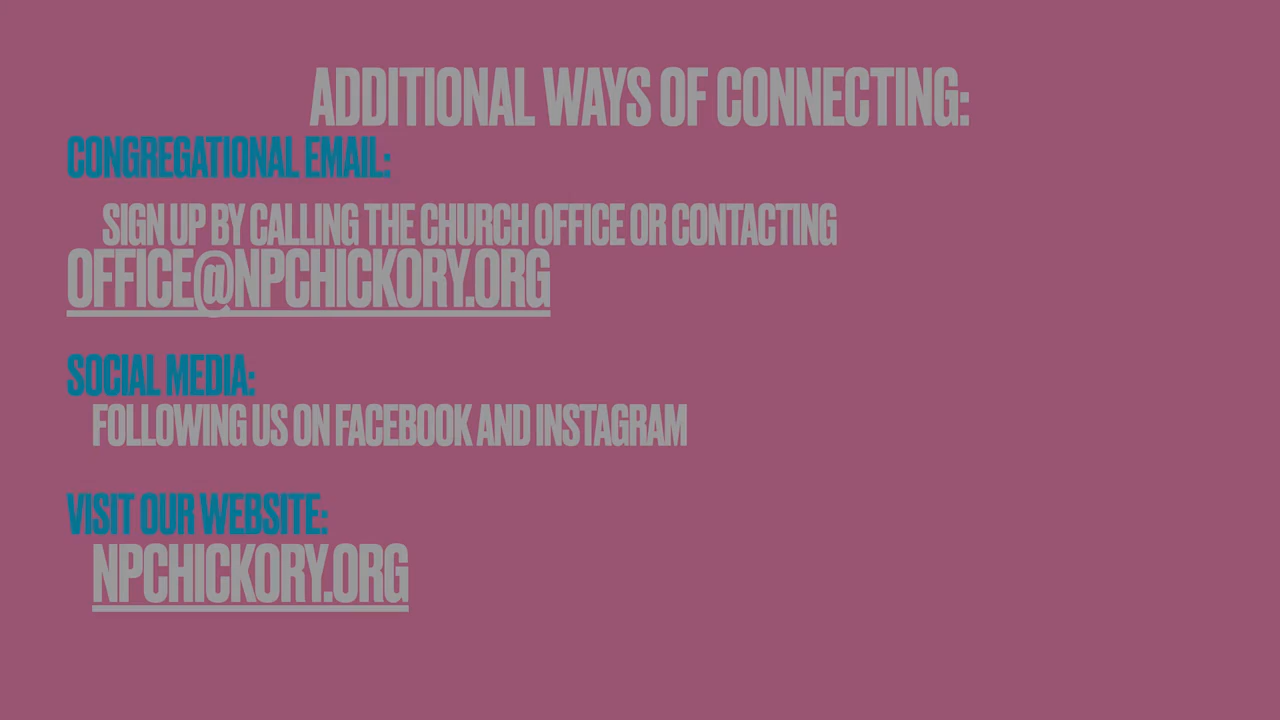 ADDITIONAL WAYS OF CONNECTING:
CONGREGATIONAL EMAIL:
SIGN UP BY CALLING THE CHURCH OFFICE OR CONTACTING
OFFICE@NPCHICKORY.ORG
SOCIAL MEDIA:
FOLLOWING US ON FACEBOOK AND INSTAGRAM
VISIT OUR WEBSITE:
NPCHICKORY.ORG